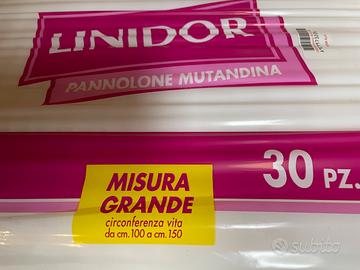 LINIDOR
PANNOLONE MUTANDINA
MISURA
GRANDE
circonferenza vita
da cm. 100 a cm. 150
30 PZ.
subito